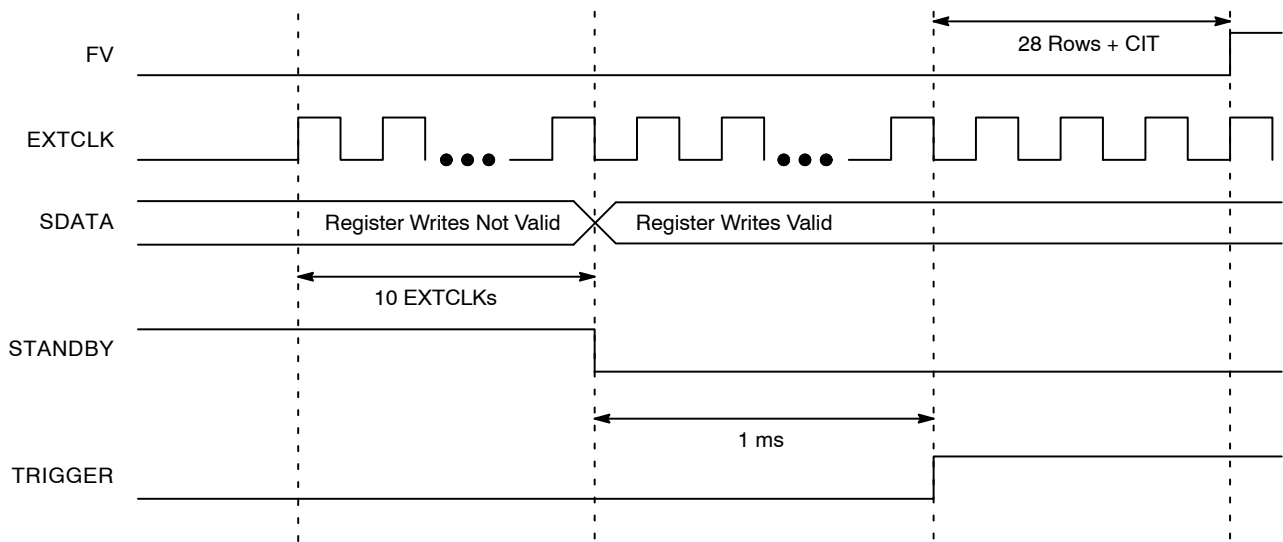 28 Rows + CIT
FV
EXTCLK
SDATA
Register Writes Not Valid
Register Writes Valid
10 EXTCLKs
STANDBY
1 ms
TRIGGER